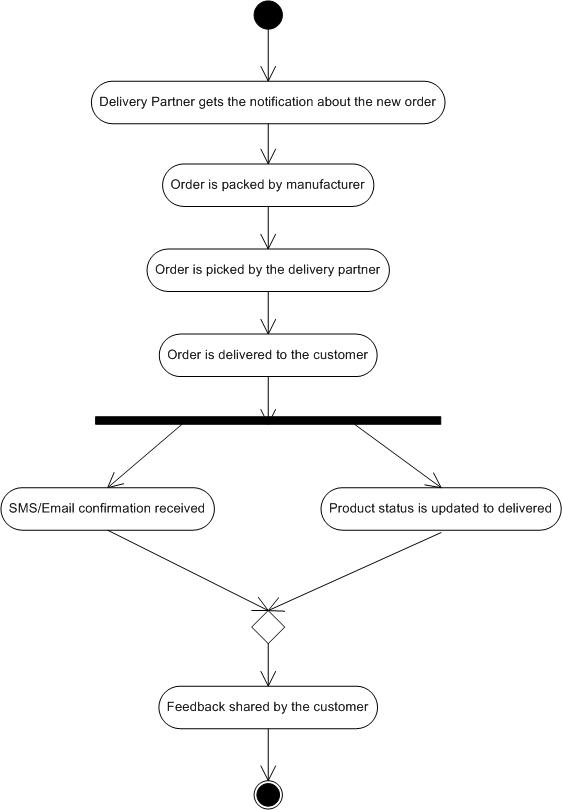 Delivery Partner gets the notification about the new order
Order is packed by manufacturer
Order is picked by the delivery partner
Order is delivered to the customer
SMS/Email confirmation received
Product status is updated to delivered
Feedback shared by the customer